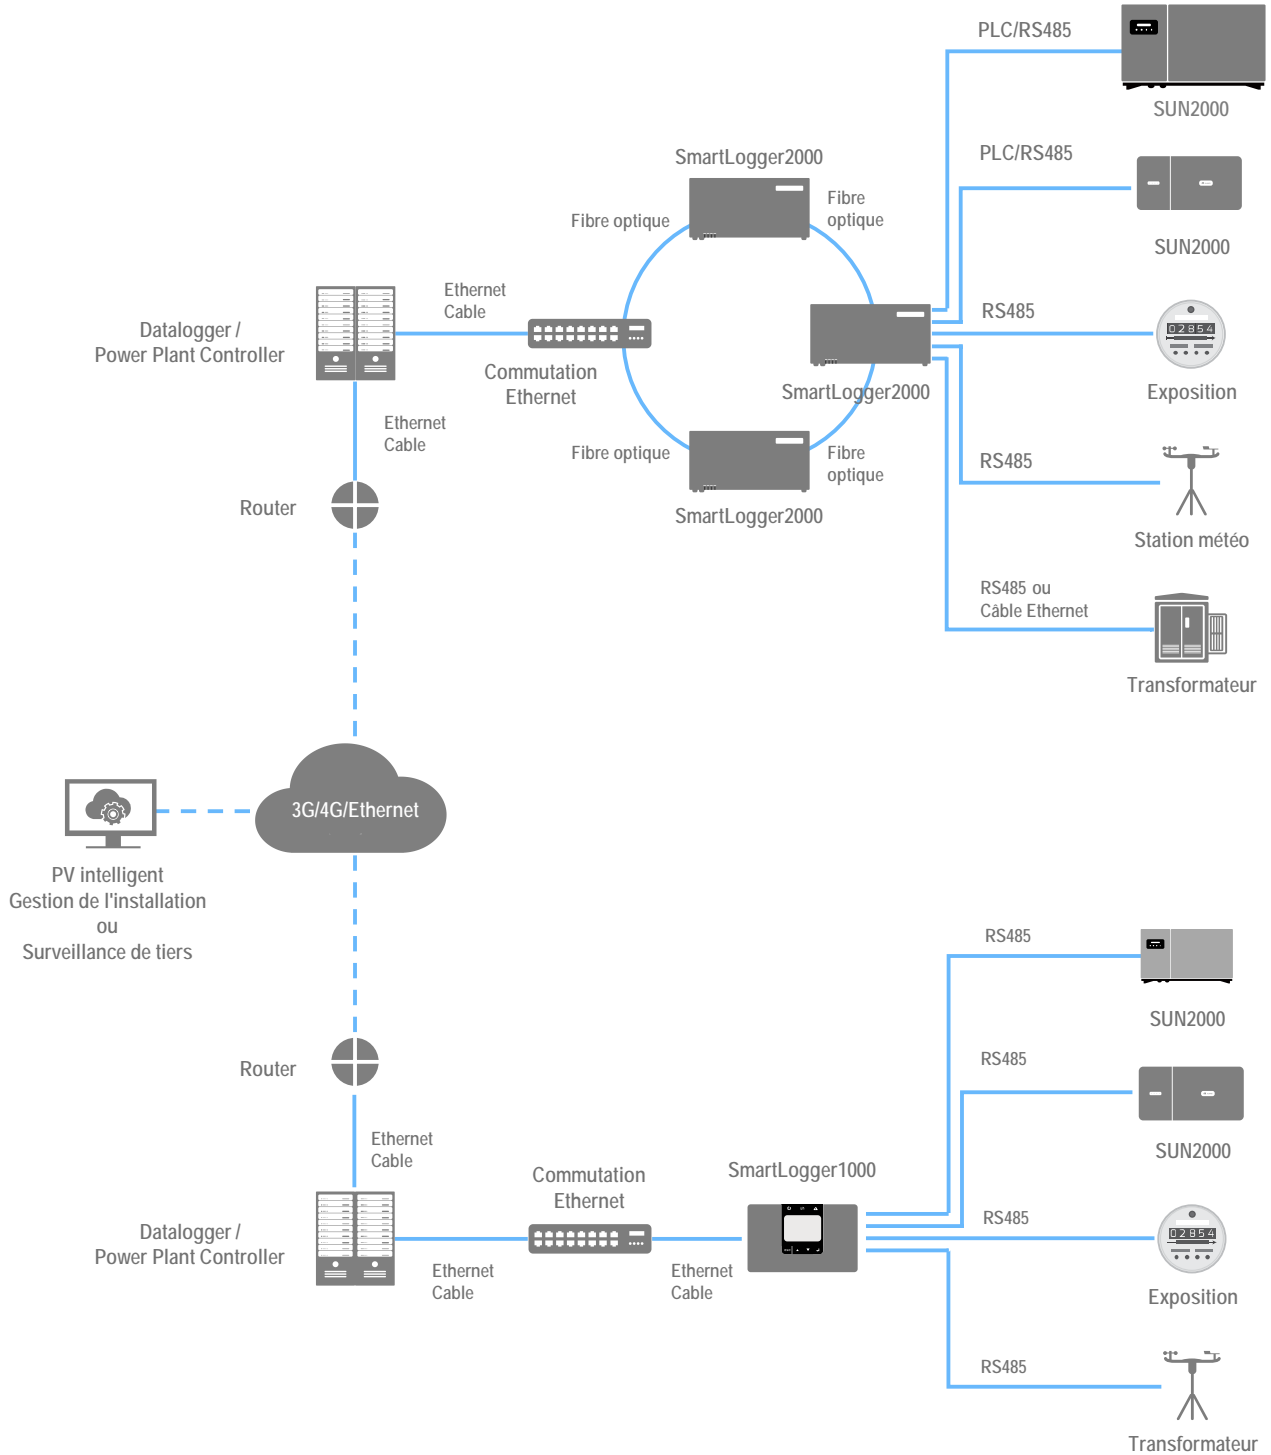 PLC/RS485
SUN2000
SmartLogger2000
PLC/RS485
Fibre optique
Fibre
optique
SUN2000
Ethernet
Cable
RS485
Datalogger /
Power Plant Controller
02854
Commutation
Ethernet
SmartLogger2000
Exposition
Ethernet
Cable
Fibre optique
Fibre
optique
RS485
Router
SmartLogger2000
Station météo
RS485 ou
Câble Ethernet
Transformateur
3G/4G/Ethernet
PV intelligent
Gestion de l'installation
ou
Surveillance de tiers
RS485
SUN2000
Router
RS485
Ethernet
Cable
Commutation
Ethernet
SmartLogger1000
SUN2000
Datalogger /
Power Plant Controller
RS485
02854
Ethernet
Cable
Ethernet
Cable
Exposition
RS485
Transformateur